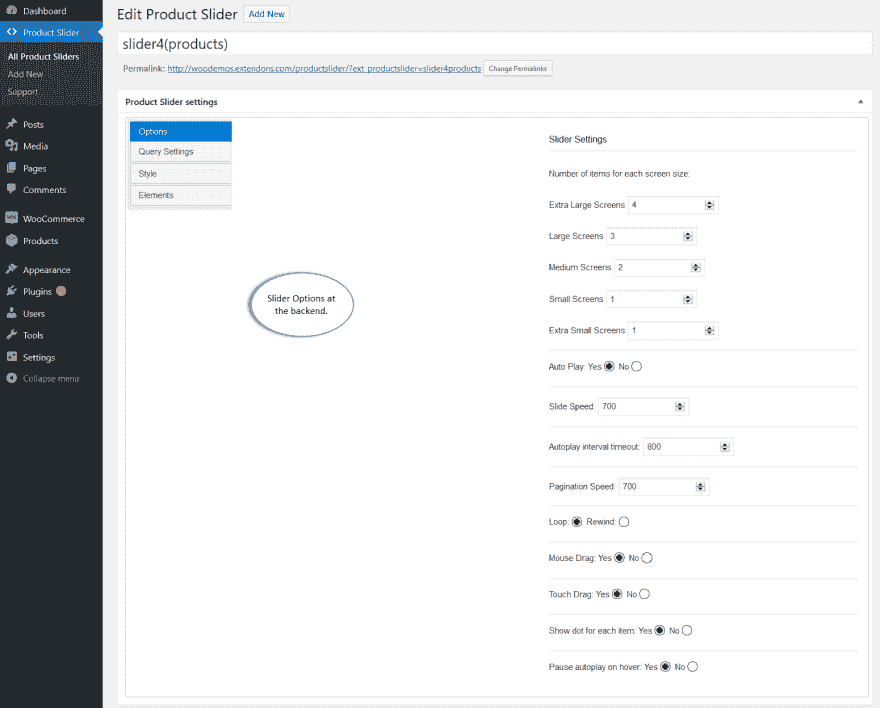 Dashboard
Product Slider
All Product Sliders
Add New
Support
Posts
Media
Pages
Comments
WooCommerce
Products
Appearance
Plugins
Users
Tools
Settings
Collapse menu
Edit Product Slider Add New
slider4(products)
Permalink: http://woodemos.extendons.com/productslider/?ext_productslider=slider4products Change Permalinks
Product Slider settings
Options
Query Settings
Style
Elements
Slider Options at
the backend.
Slider Settings
Number of items for each screen size:
Extra Large Screens 4
Large Screens 3
Medium Screens 2
Small Screens 1
Extra Small Screens 1
Auto Play: Yes No
Slide Speed: 700
Autoplay interval timeout: 800
Pagination Speed: 700
Loop: Rewind:
Mouse Drag: Yes No
Touch Drag: Yes No
Show dot for each item: Yes No
Pause autoplay on hover: Yes No